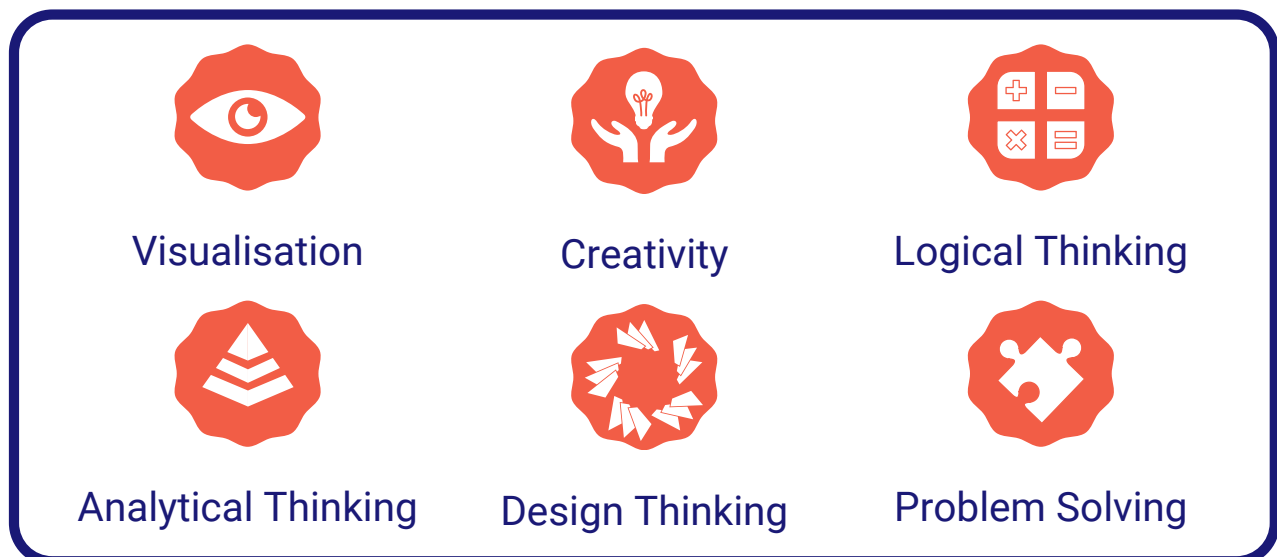 Visualisation
Creativity
Logical Thinking
Analytical Thinking
Design Thinking
Problem Solving